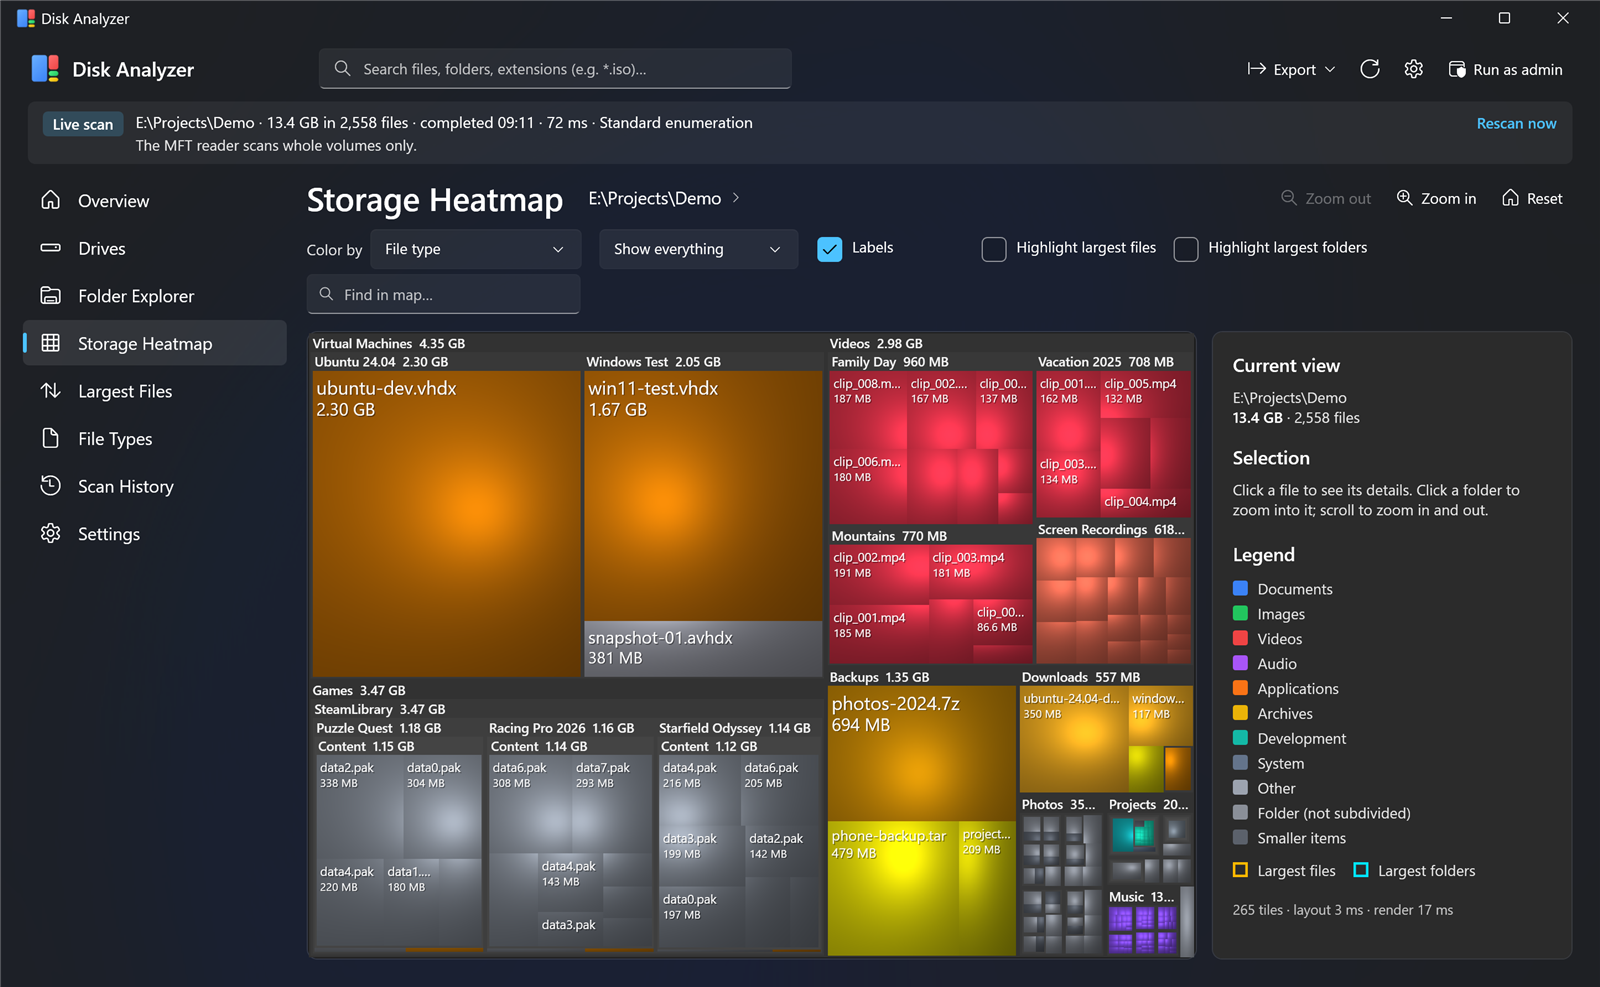 Disk Analyzer
Disk Analyzer
Search files, folders, extensions (e.g. *.iso)...
Export
Run as admin
Live scan
E:\Projects\Demo · 13.4 GB in 2,558 files · completed 09:11 · 72 ms · Standard enumeration
The MFT reader scans whole volumes only.
Rescan now
Overview
Drives
Folder Explorer
Storage Heatmap
Largest Files
File Types
Scan History
Settings
Storage Heatmap
E:\Projects\Demo
Zoom out
Zoom in
Reset
Color by
File type
Show everything
Labels
Highlight largest files
Highlight largest folders
Find in map...
Virtual Machines 4.35 GB
Ubuntu 24.04 2.30 GB
ubuntu-dev.vhdx
2.30 GB
Windows Test 2.05 GB
win11-test.vhdx
1.67 GB
snapshot-01.avhdx
381 MB
Videos 2.98 GB
Family Day 960 MB
clip_008.m...
187 MB
clip_002....
167 MB
clip_00...
137 MB
clip_006.m...
180 MB
Vacation 2025 708 MB
clip_001....
162 MB
clip_005.mp4
132 MB
clip_003....
134 MB
clip_004.mp4
Mountains 770 MB
clip_002.mp4
191 MB
clip_003.mp4
181 MB
clip_001.mp4
185 MB
clip_00...
86.6 MB
Screen Recordings 618...
Games 3.47 GB
SteamLibrary 3.47 GB
Puzzle Quest 1.18 GB
Content 1.15 GB
data2.pak
338 MB
data0.pak
304 MB
data4.pak
220 MB
data1....
180 MB
Racing Pro 2026 1.16 GB
Content 1.14 GB
data6.pak
308 MB
data7.pak
293 MB
data4.pak
143 MB
data3.pak
Starfield Odyssey 1.14 GB
Content 1.12 GB
data4.pak
216 MB
data6.pak
205 MB
data3.pak
199 MB
data2.pak
142 MB
data0.pak
197 MB
Backups 1.35 GB
photos-2024.7z
694 MB
phone-backup.tar
479 MB
project...
209 MB
Downloads 557 MB
ubuntu-24.04-d...
350 MB
window...
117 MB
Photos 35...
Projects 20...
Music 13...
Current view
E:\Projects\Demo
13.4 GB · 2,558 files
Selection
Click a file to see its details. Click a folder to
zoom into it; scroll to zoom in and out.
Legend
Documents
Images
Videos
Audio
Applications
Archives
Development
System
Other
Folder (not subdivided)
Smaller items
Largest files
Largest folders
265 tiles · layout 3 ms · render 17 ms